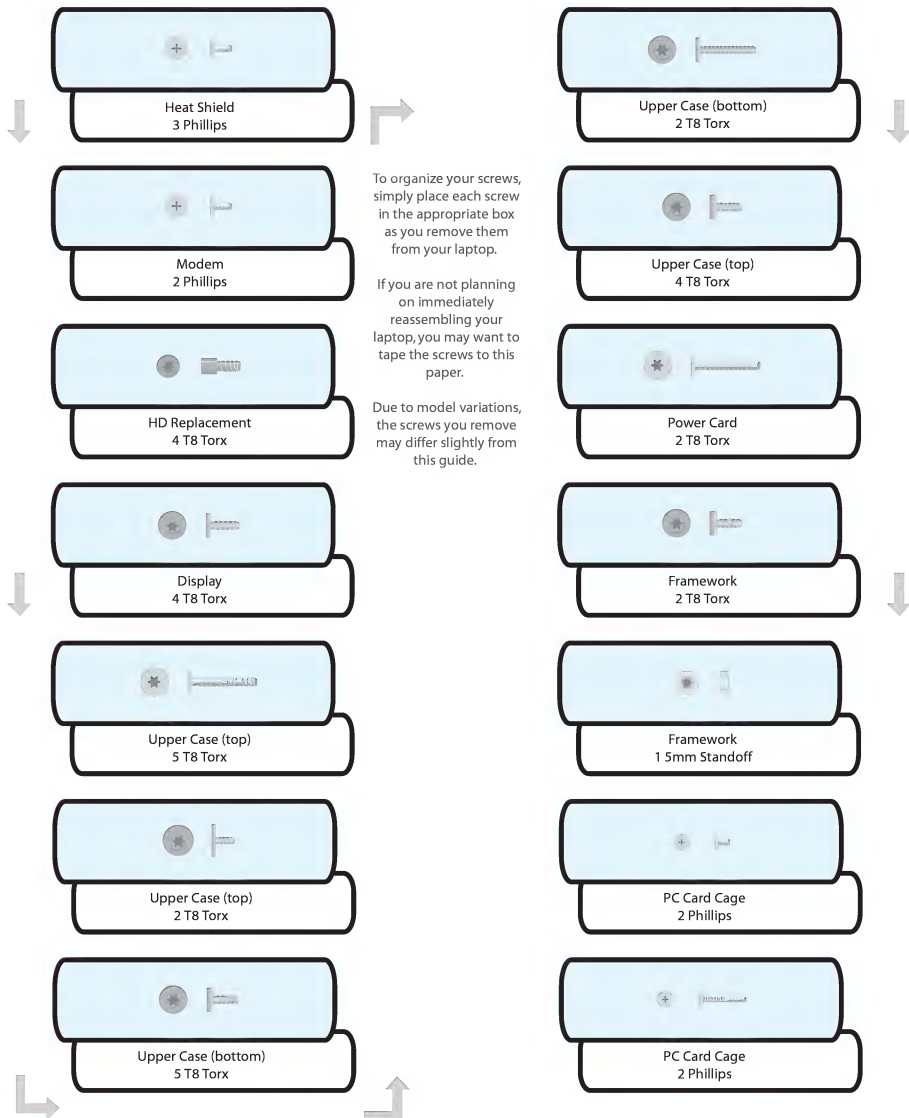 Heat Shield
3 Phillips
Modem
2 Phillips
HD Replacement
4 T8 Torx
Display
4 T8 Torx
Upper Case (top)
5 T8 Torx
Upper Case (top)
2 T8 Torx
Upper Case (bottom)
5 T8 Torx
To organize your screws,
simply place each screw
in the appropriate box
as you remove them
from your laptop.
If you are not planning
on immediately
reassembling your
laptop, you may want to
tape the screws to this
paper.
Due to model variations,
the screws you remove
may differ slightly from
this guide.
Upper Case (bottom)
2 T8 Torx
Upper Case (top)
4 T8 Torx
Power Card
2 T8 Torx
Framework
2 T8 Torx
Framework
1 5mm Standoff
PC Card Cage
2 Phillips
PC Card Cage
2 Phillips